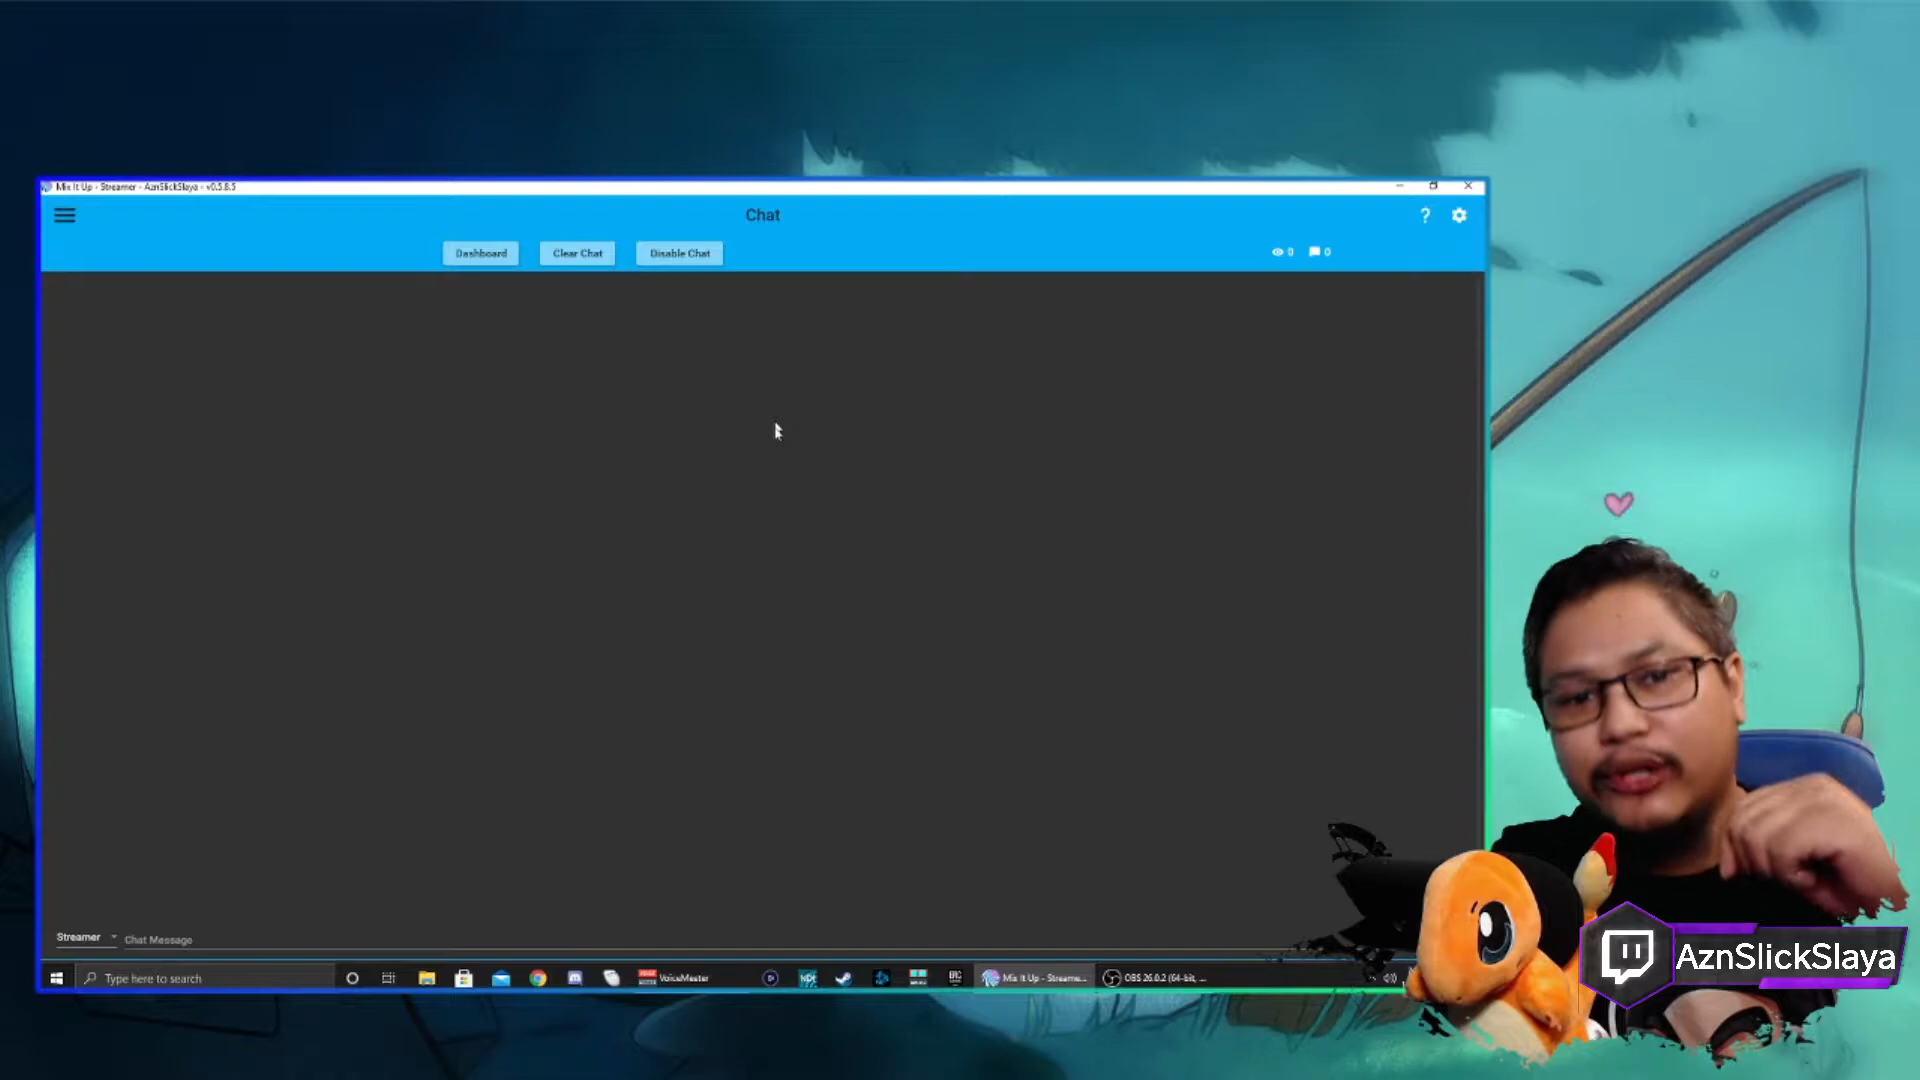 Mix It Up - Streamer - AznSlickSlaya - v0.5.8.5
Chat
?
Dashboard
Clear Chat
Disable Chat
0
0
Streamer
Chat Message
Type here to search
VoiceMaster
Mix It Up - Streame...
OBS 26.0.2 (64-bit, ...
AznSlickSlaya